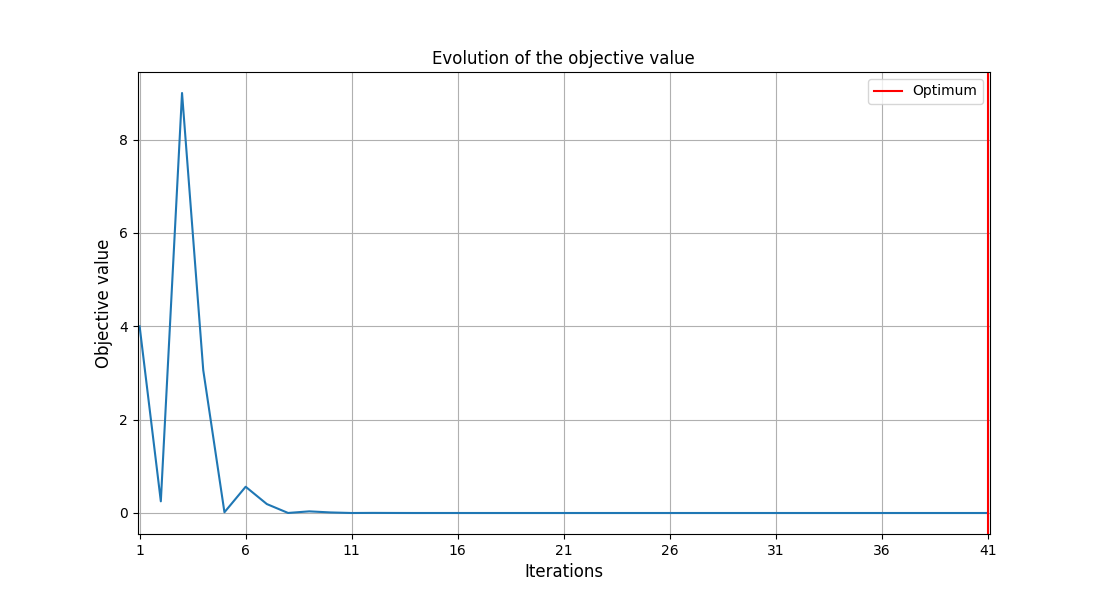 Evolution of the objective value
Optimum
Objective value
8
6
4
2
0
1 6 11 16 21 26 31 36 41
Iterations